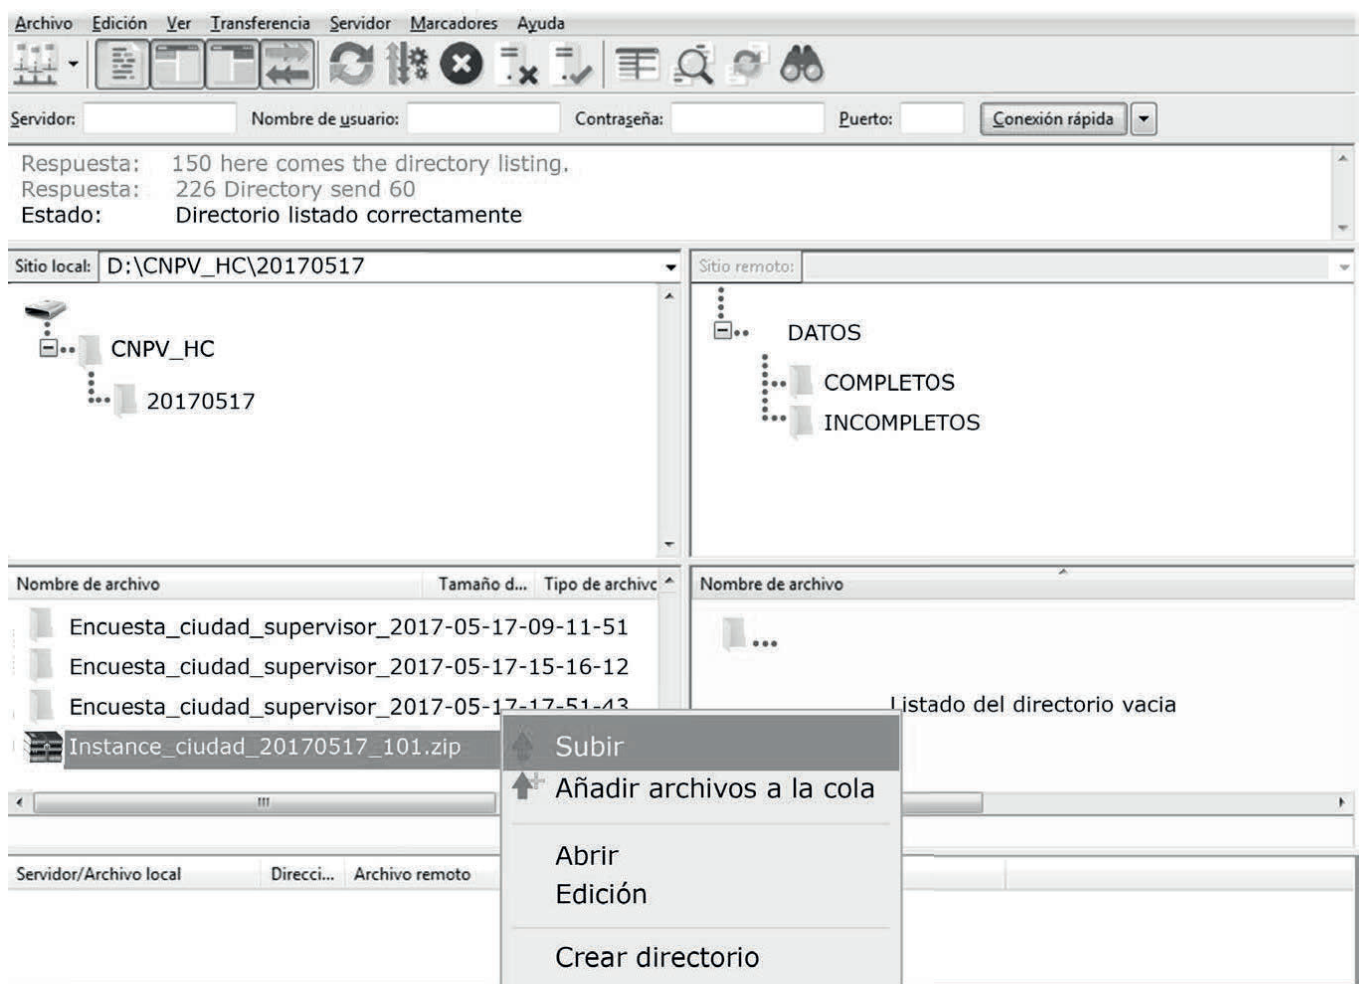 Archivo Edición Ver Transferencia Servidor Marcadores Ayuda
Servidor: Nombre de usuario: Contraseña: Puerto: Conexión rápida
Respuesta: 150 here comes the directory listing.
Respuesta: 226 Directory send 60
Estado: Directorio listado correctamente
Sitio local: D:\CNPV_HC\20170517
CNPV_HC
20170517
Sitio remoto:
DATOS
COMPLETOS
INCOMPLETOS
Nombre de archivo Tamaño d... Tipo de archivo
Encuesta_ciudad_supervisor_2017-05-17-09-11-51
Encuesta_ciudad_supervisor_2017-05-17-15-16-12
Encuesta_ciudad_supervisor_2017-05-17-17-51-43
Instance_ciudad_20170517_101.zip
Nombre de archivo
...
Listado del directorio vacia
Subir
Añadir archivos a la cola
Abrir
Edición
Crear directorio
Servidor/Archivo local Direcci... Archivo remoto